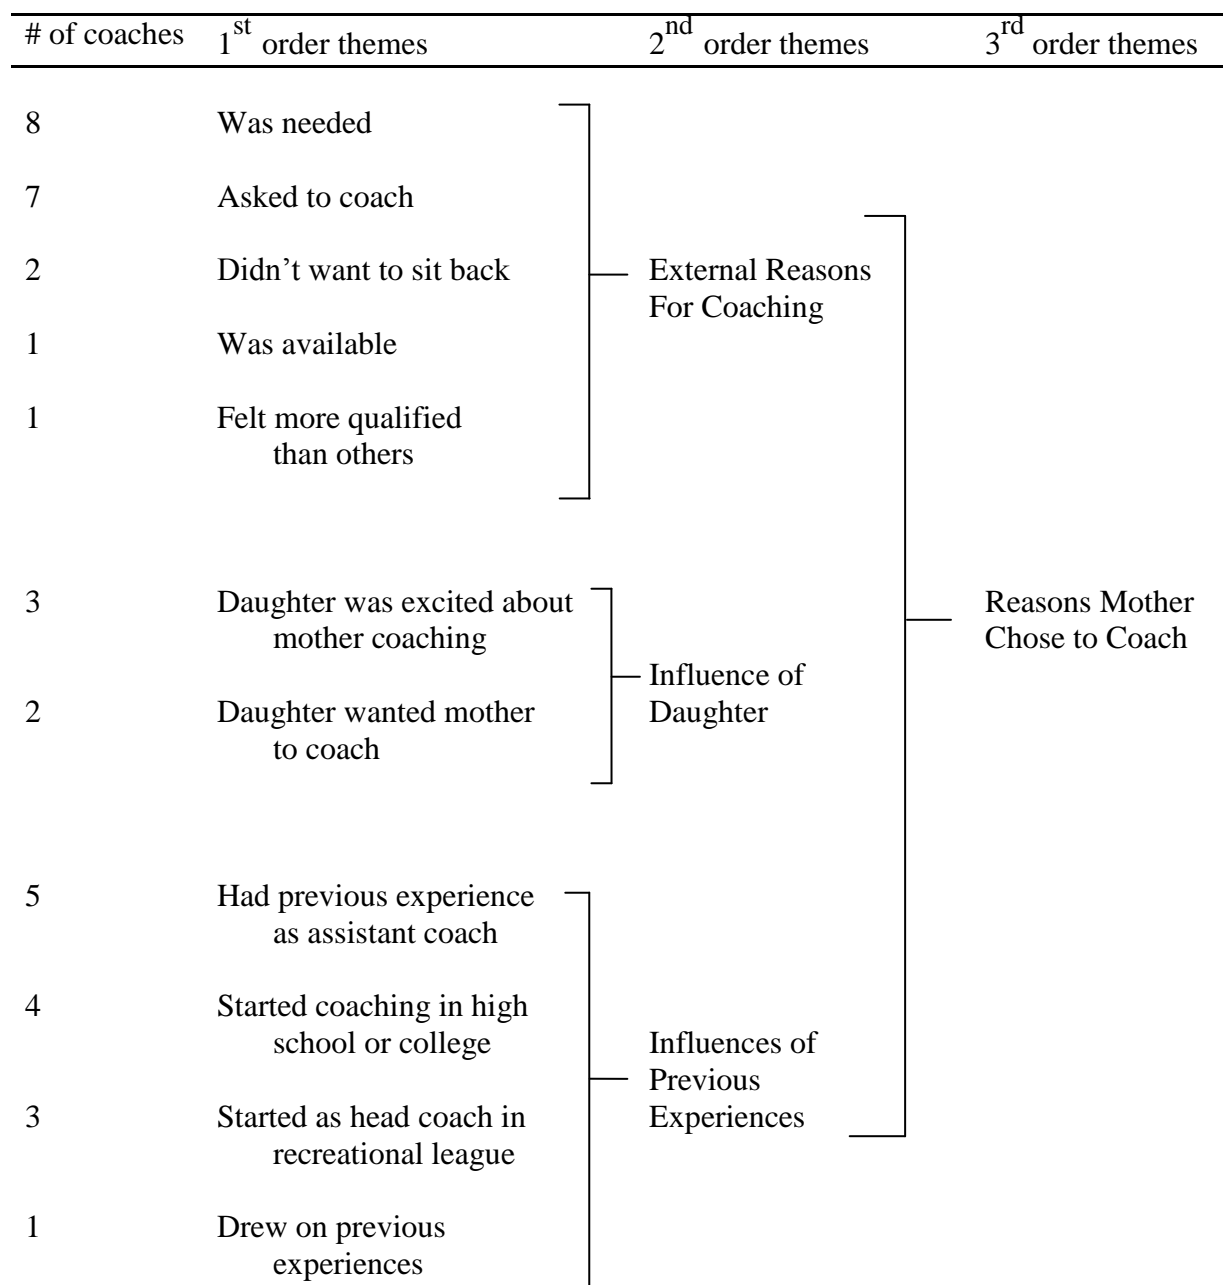 # of coaches 1st order themes 2nd order themes 3rd order themes
8 Was needed
7 Asked to coach
2 Didn’t want to sit back External Reasons
For Coaching
1 Was available
1 Felt more qualified
than others
3 Daughter was excited about Reasons Mother
mother coaching Chose to Coach
Influence of
2 Daughter wanted mother Daughter
to coach
5 Had previous experience
as assistant coach
4 Started coaching in high
school or college Influences of
Previous
3 Started as head coach in Experiences
recreational league
1 Drew on previous
experiences